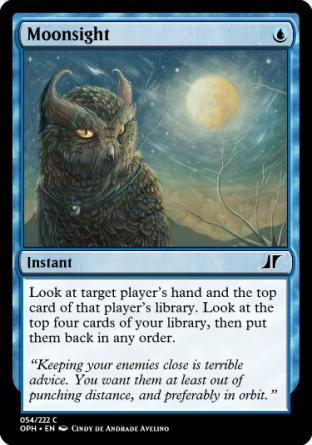 Moonsight
Instant
Look at target player's hand and the top
card of that player's library. Look at the
top four cards of your library, then put
them back in any order.
"Keeping your enemies close is terrible
advice. You want them at least out of
punching distance, and preferably in orbit."
054/222 C
OPH • EN Cindy de Andrade Avelino